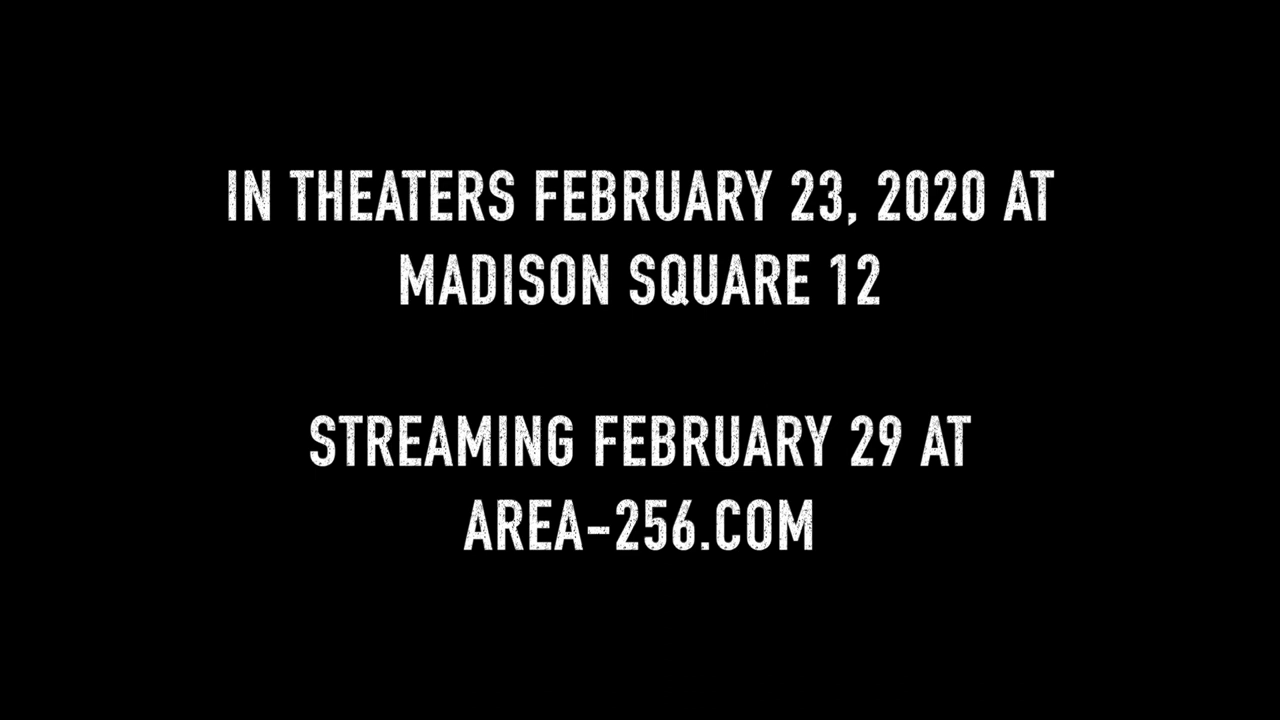 IN THEATERS FEBRUARY 23, 2020 AT
MADISON SQUARE 12
STREAMING FEBRUARY 29 AT
AREA-256.COM